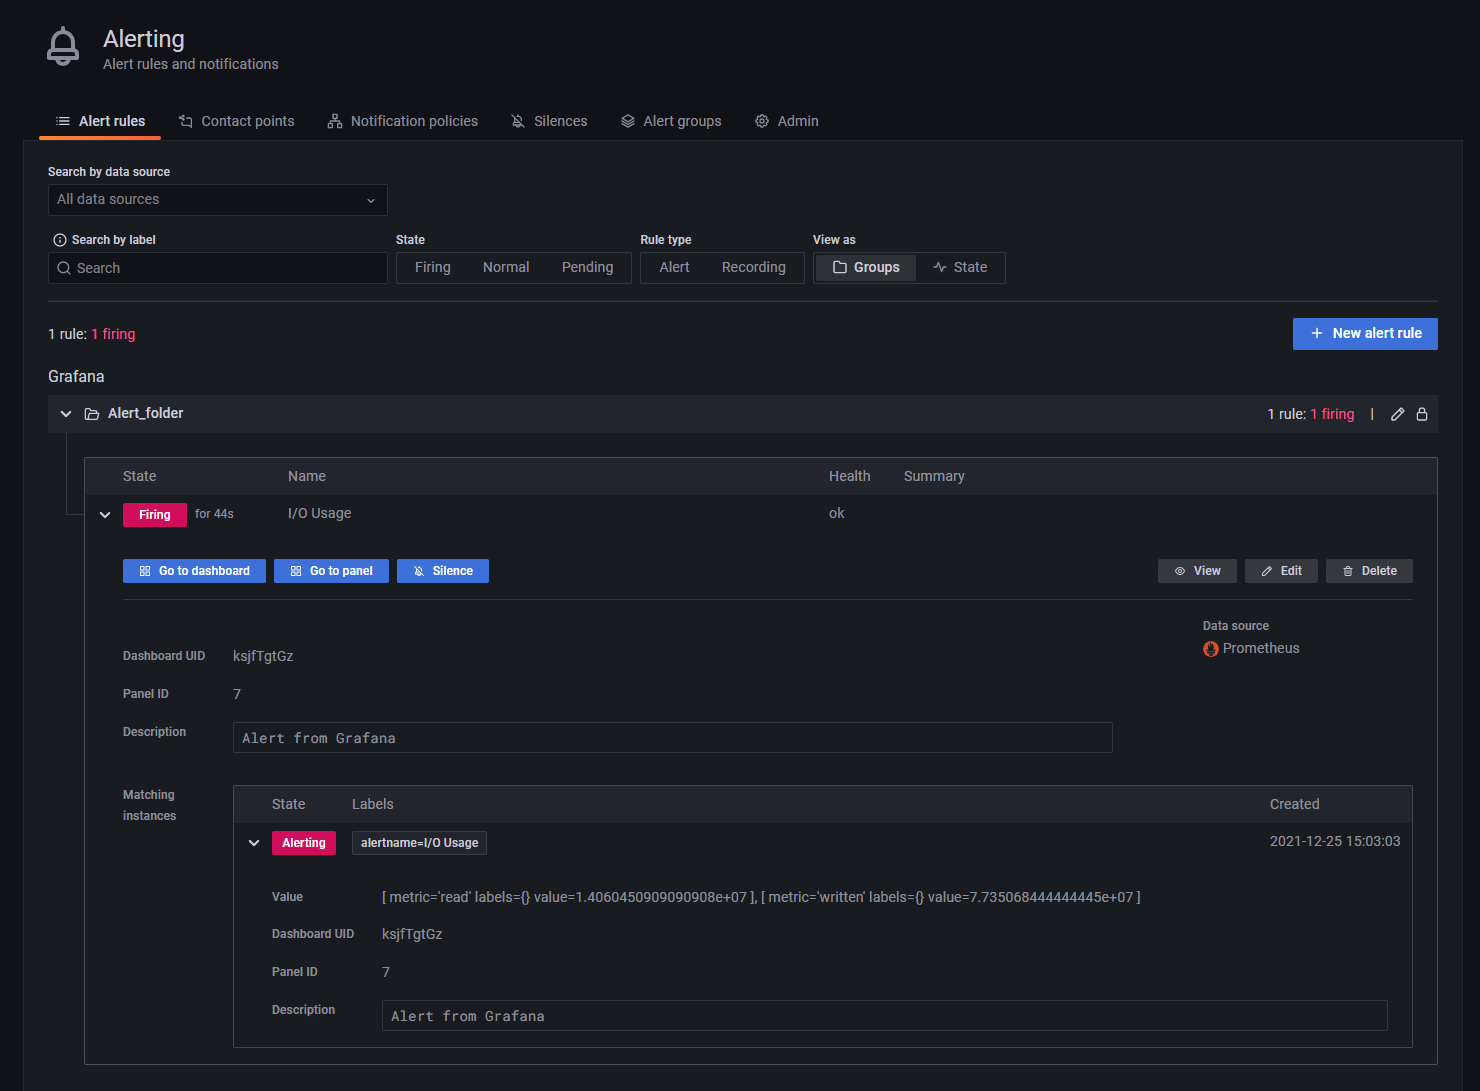 Alerting
Alert rules and notifications
Alert rules Contact points Notification policies Silences Alert groups Admin
Search by data source
All data sources
Search by label State Rule type View as
Search Firing Normal Pending Alert Recording Groups State
1 rule: 1 firing New alert rule
Grafana
Alert_folder 1 rule: 1 firing |
State Name Health Summary
Firing for 44s I/O Usage ok
Go to dashboard Go to panel Silence View Edit Delete
Data source
Dashboard UID ksjfTgtGz Prometheus
Panel ID 7
Description Alert from Grafana
Matching instances
State Labels Created
Alerting alertname=I/O Usage 2021-12-25 15:03:03
Value [ metric='read' labels={} value=1.4060450909090908e+07 ], [ metric='written' labels={} value=7.735068444444445e+07 ]
Dashboard UID ksjfTgtGz
Panel ID 7
Description Alert from Grafana